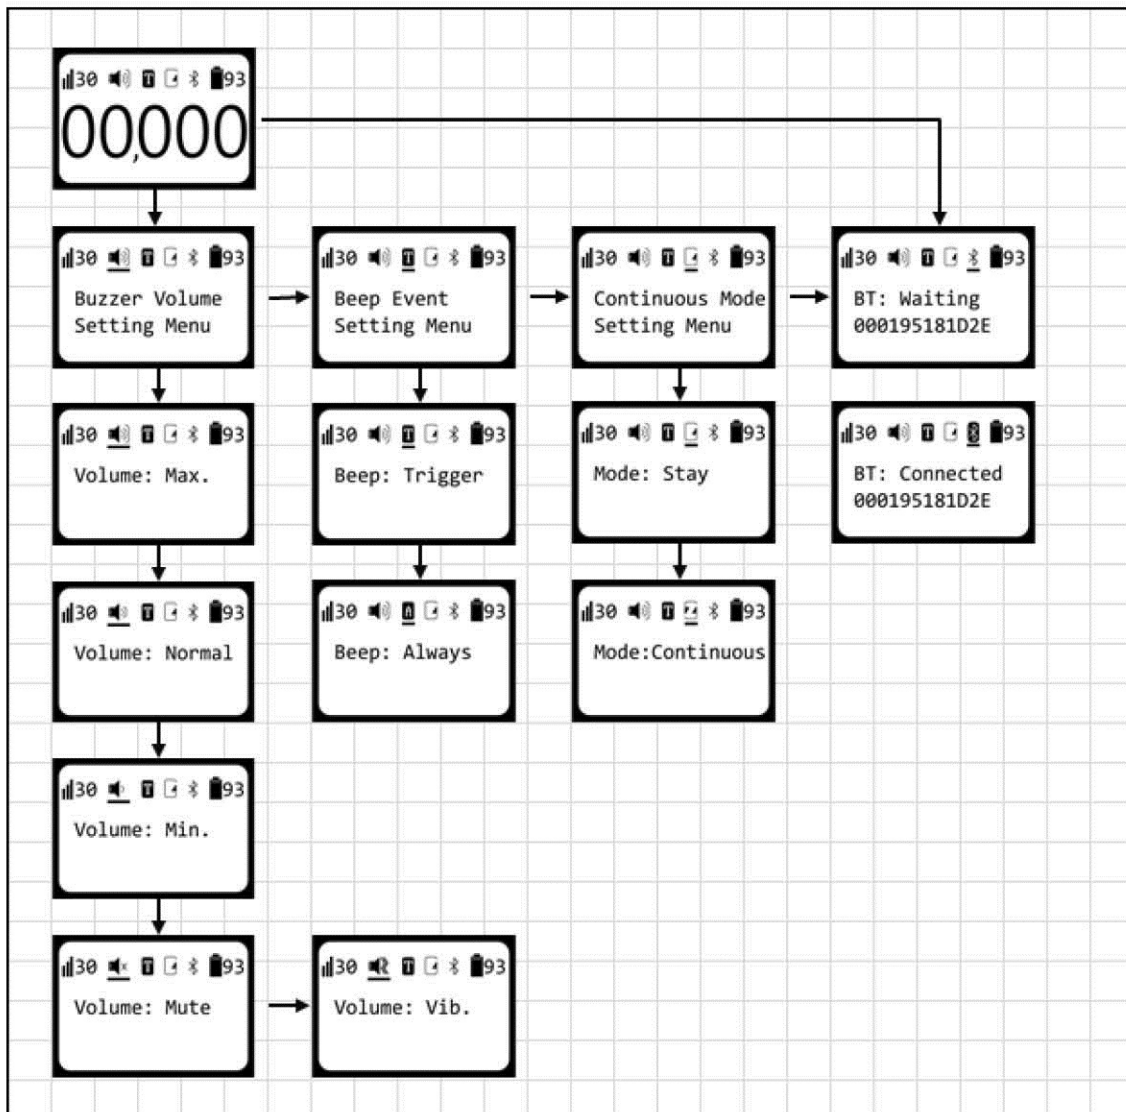 30 T 93
00,000
30 T 93
Buzzer Volume
Setting Menu
30 T 93
Beep Event
Setting Menu
30 T 93
Continuous Mode
Setting Menu
30 T 93
BT: Waiting
000195181D2E
30 T 93
Volume: Max.
30 T 93
Beep: Trigger
30 T 93
Mode: Stay
30 T 93
BT: Connected
000195181D2E
30 T 93
Volume: Normal
30 A 93
Beep: Always
30 T 93
Mode:Continuous
30 T 93
Volume: Min.
30 T 93
Volume: Mute
30 T 93
Volume: Vib.